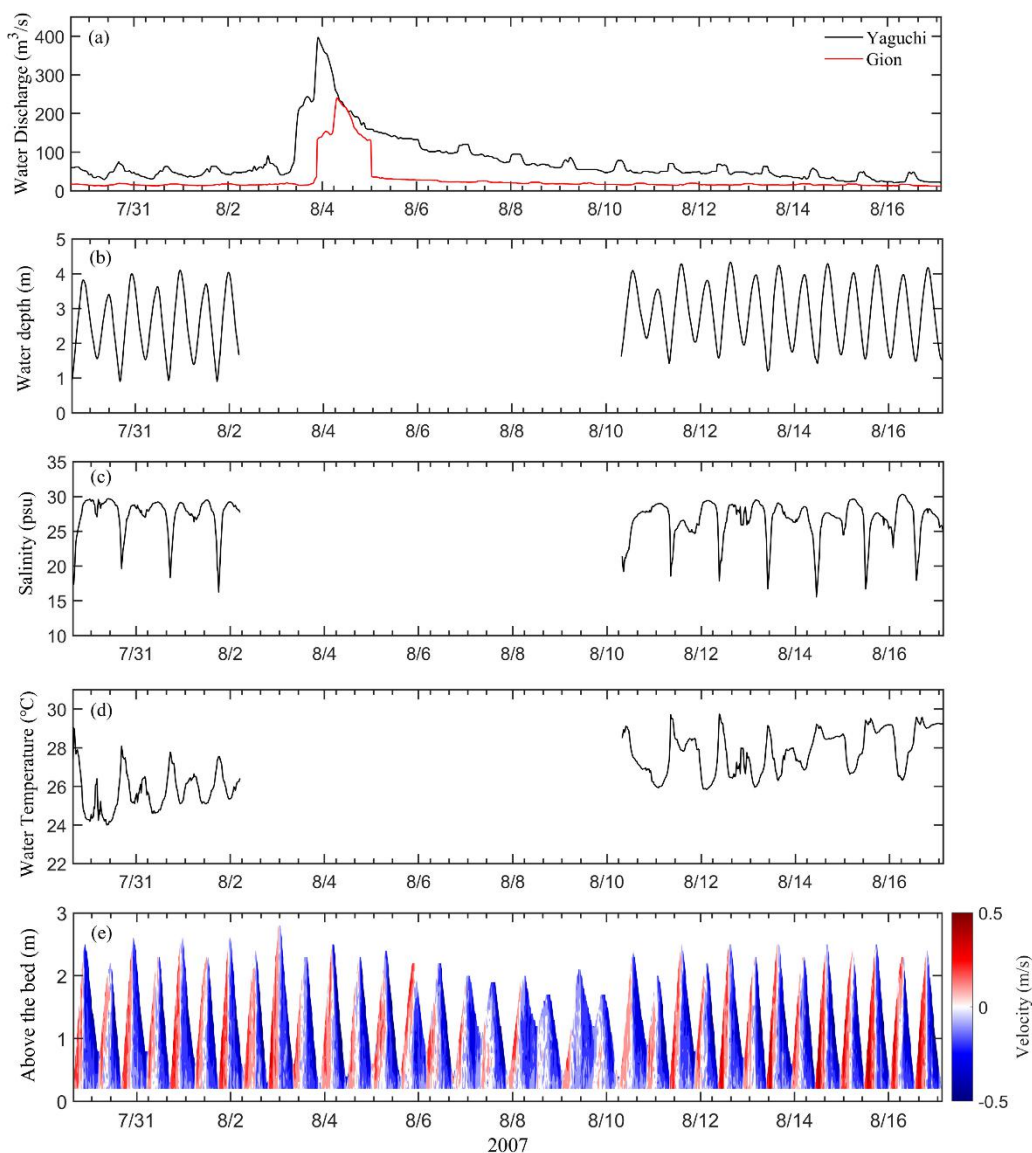 (a)
Yaguchi
Gion
Water Discharge (m³/s)
400
300
200
100
0
7/31 8/2 8/4 8/6 8/8 8/10 8/12 8/14 8/16
(b)
Water depth (m)
5
4
3
2
1
0
7/31 8/2 8/4 8/6 8/8 8/10 8/12 8/14 8/16
(c)
Salinity (psu)
35
30
25
20
15
10
7/31 8/2 8/4 8/6 8/8 8/10 8/12 8/14 8/16
(d)
Water Temperature (°C)
30
28
26
24
22
7/31 8/2 8/4 8/6 8/8 8/10 8/12 8/14 8/16
(e)
Above the bed (m)
3
2
1
0
7/31 8/2 8/4 8/6 8/8 8/10 8/12 8/14 8/16
2007
0.5
0
-0.5
Velocity (m/s)